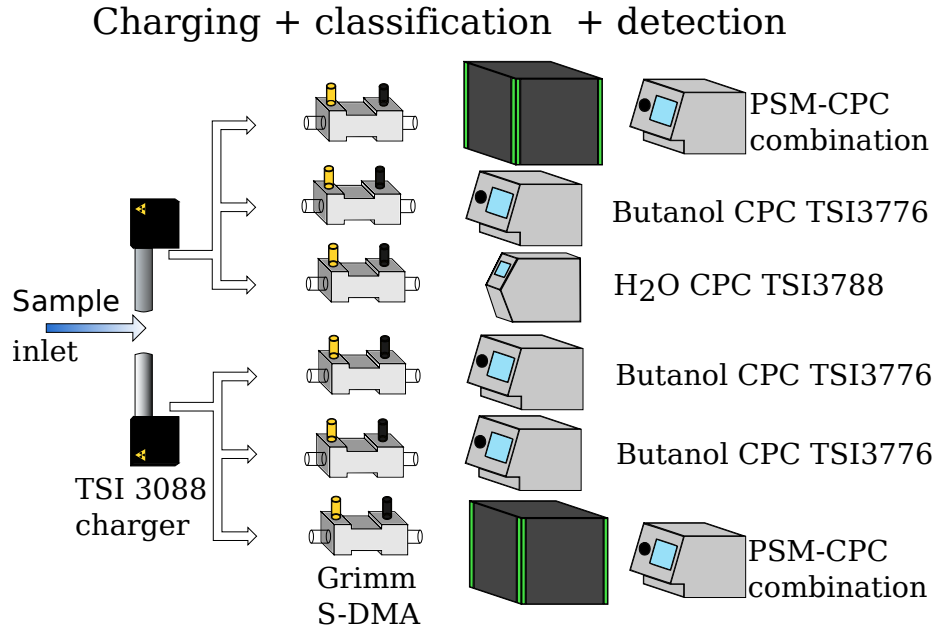 Charging + classification + detection
PSM-CPC
combination
Butanol CPC TSI3776
H2O CPC TSI3788
Sample
inlet
Butanol CPC TSI3776
Butanol CPC TSI3776
TSI 3088
charger
PSM-CPC
combination
Grimm
S-DMA